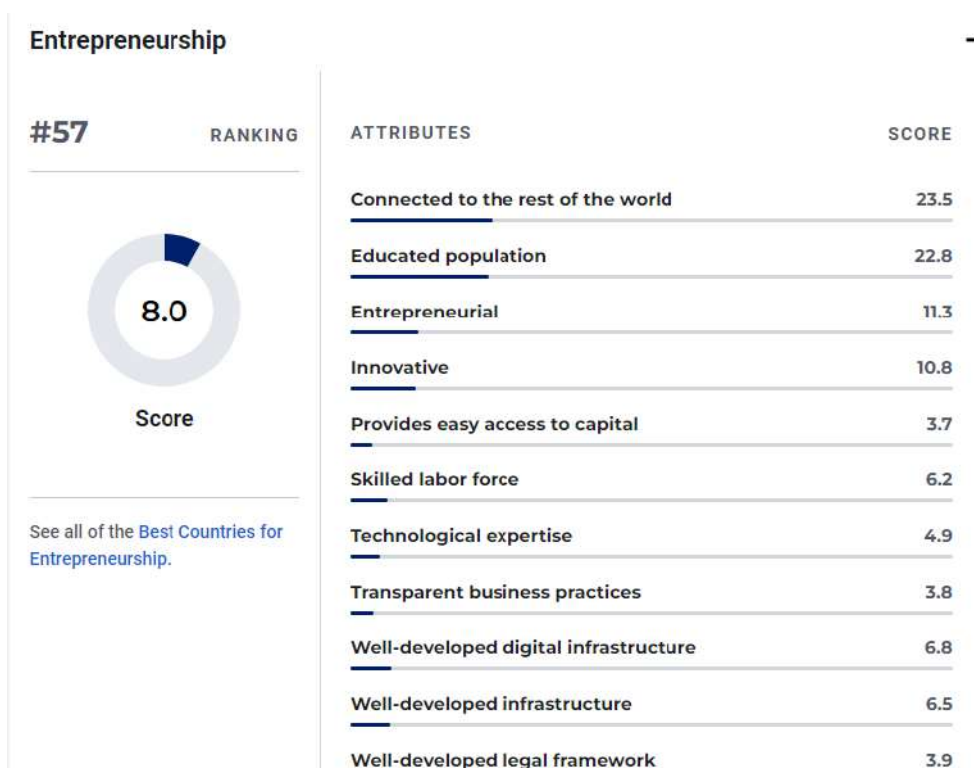 Entrepreneurship
#57 RANKING
8.0
Score
See all of the Best Countries for
Entrepreneurship.
ATTRIBUTES SCORE
Connected to the rest of the world 23.5
Educated population 22.8
Entrepreneurial 11.3
Innovative 10.8
Provides easy access to capital 3.7
Skilled labor force 6.2
Technological expertise 4.9
Transparent business practices 3.8
Well-developed digital infrastructure 6.8
Well-developed infrastructure 6.5
Well-developed legal framework 3.9